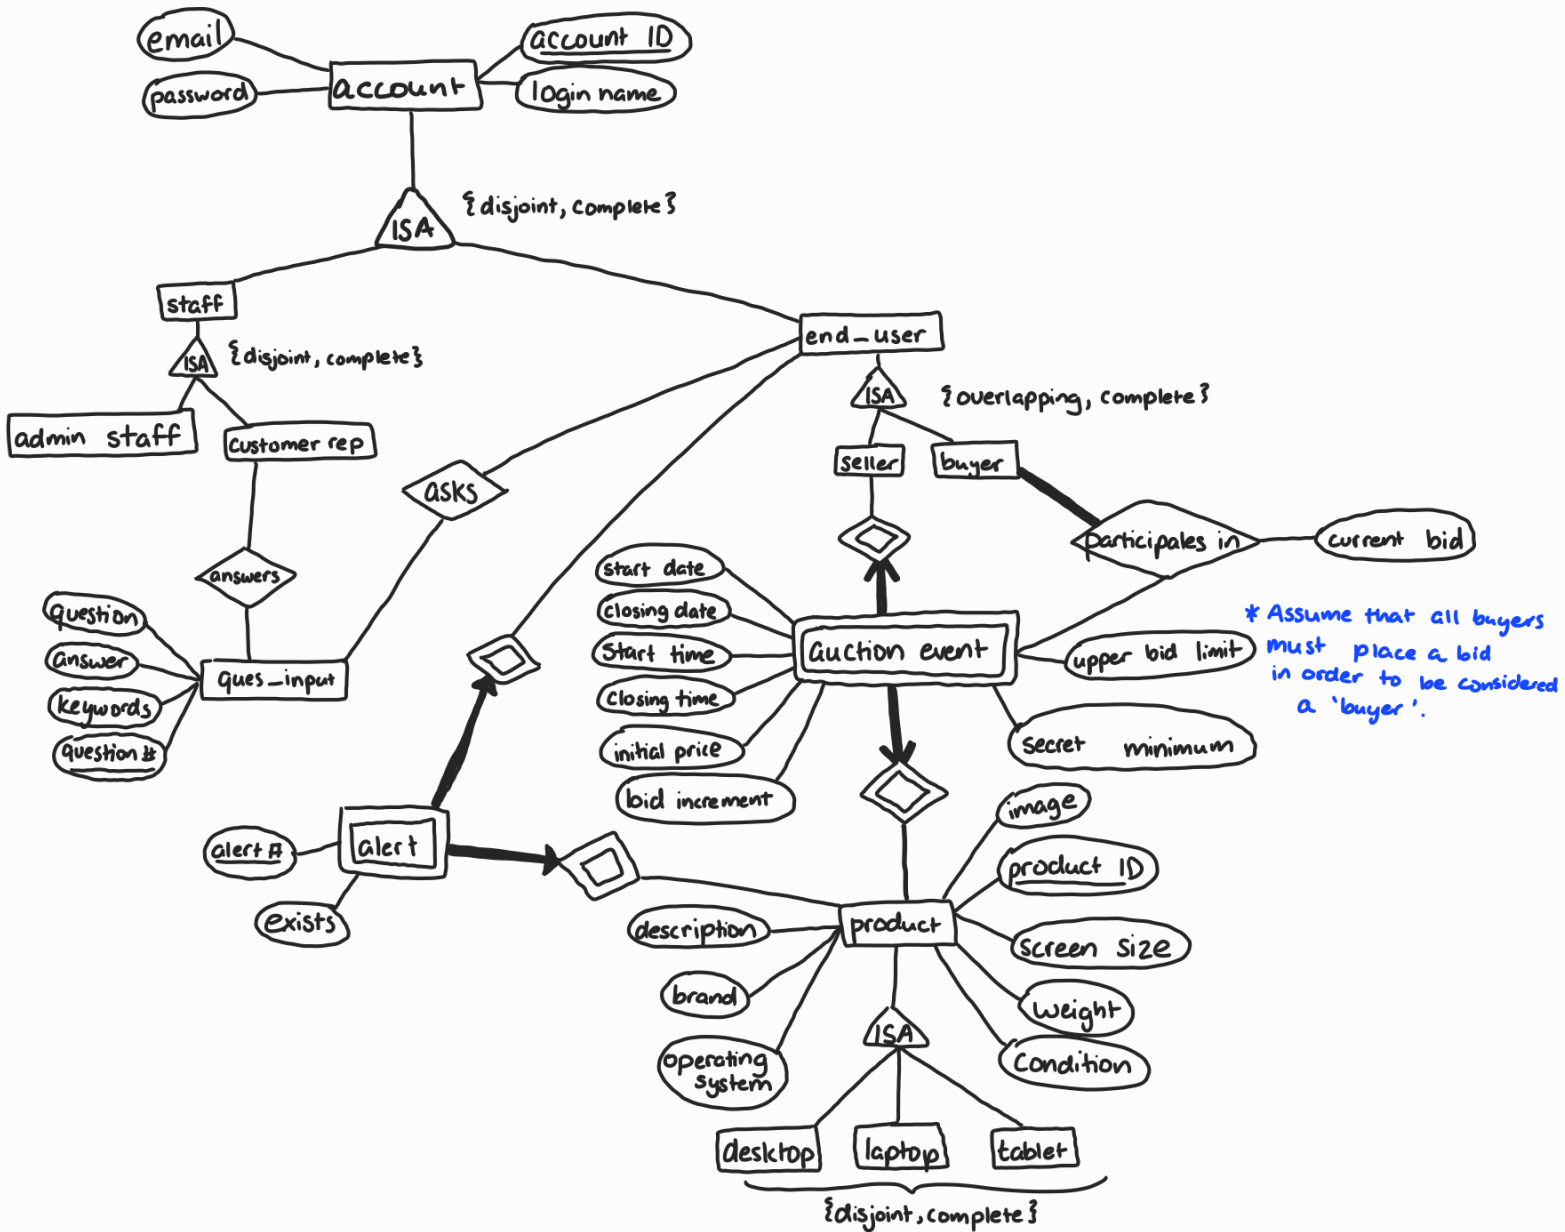 email
account ID
password
account
login name
ISA
{disjoint, complete}
staff
ISA
{disjoint, complete}
end_user
ISA
{overlapping, complete}
admin staff
customer rep
asks
seller
buyer
participates in
current bid
answers
question
answer
keywords
question #
ques_input
start date
closing date
start time
closing time
initial price
bid increment
auction event
upper bid limit
secret minimum
* Assume that all buyers
must place a bid
in order to be considered
a 'buyer'.
alert #
alert
exists
image
product ID
description
product
screen size
brand
weight
operating
system
condition
ISA
desktop
laptop
tablet
{disjoint, complete}